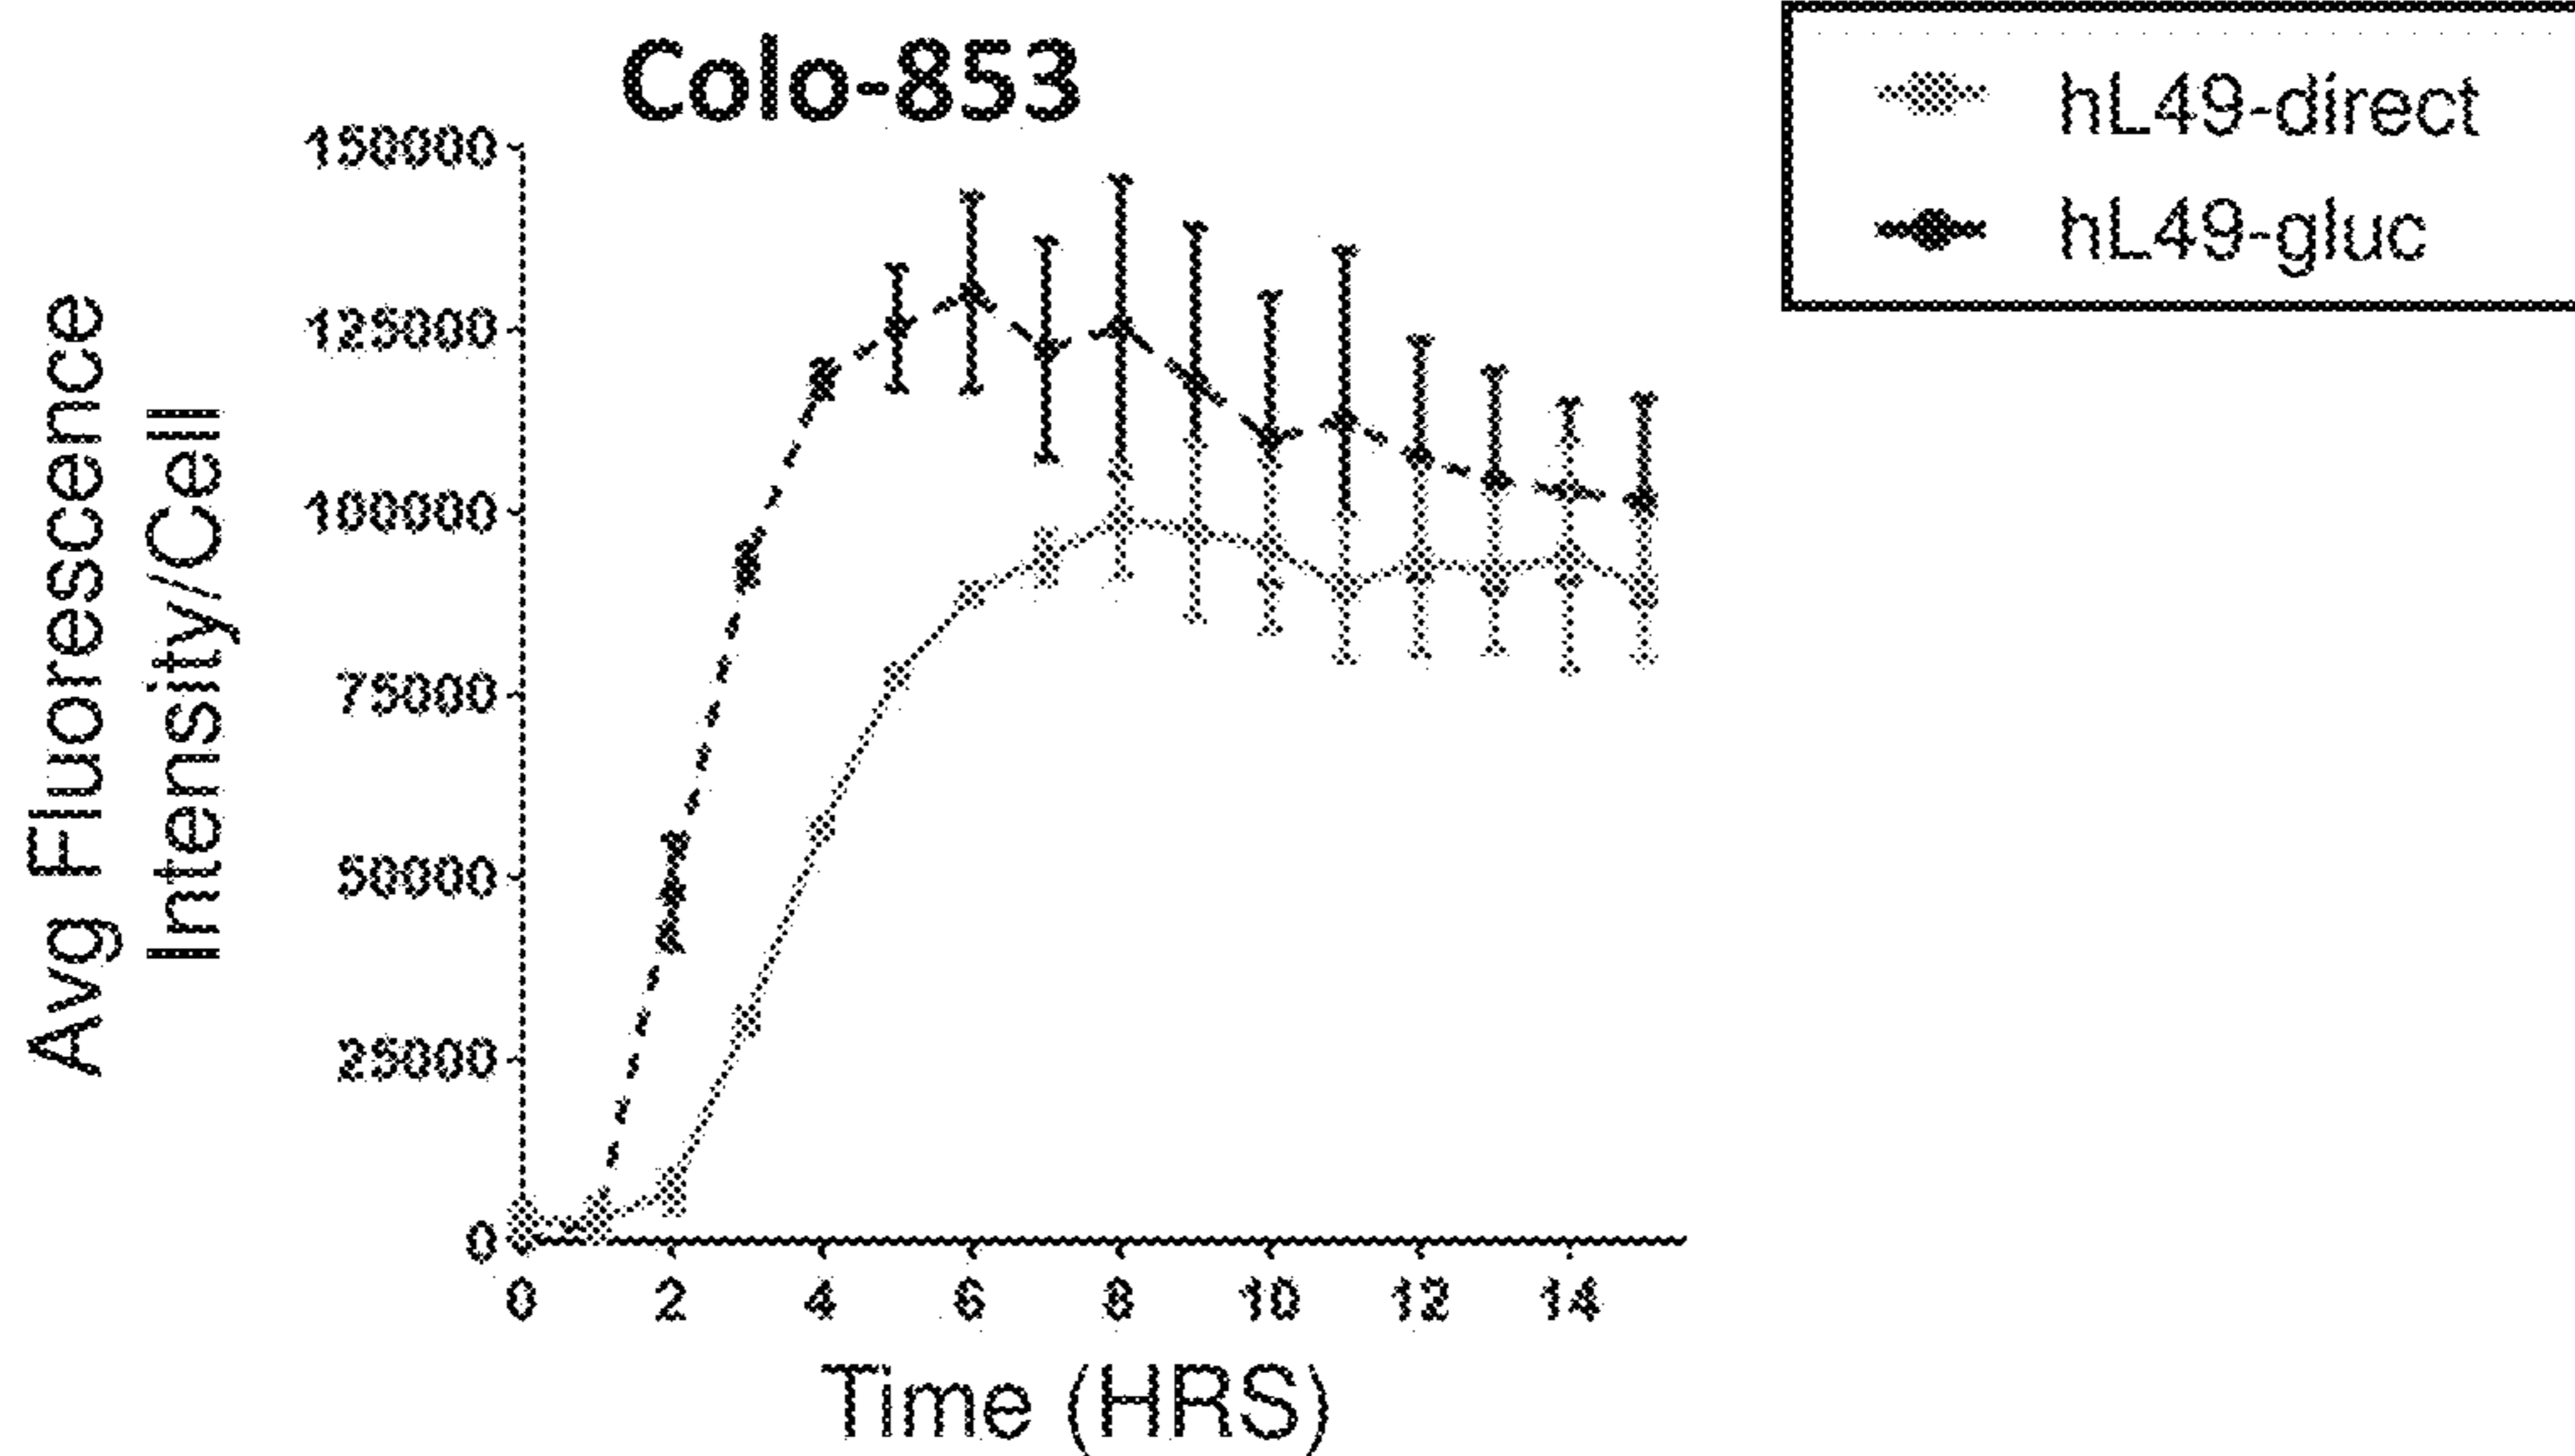 Colo-853
hL49-direct
hL49-gluc
Avg Fluorescence
Intensity/Cell
150000
125000
100000
75000
50000
25000
0
0 2 4 6 8 10 12 14
Time (HRS)